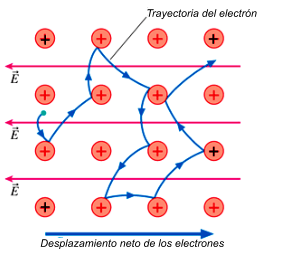 Trayectoria del electrón
+ + + +
E
+ + + +
E
+ + + +
E
+ + + +
Desplazamiento neto de los electrones